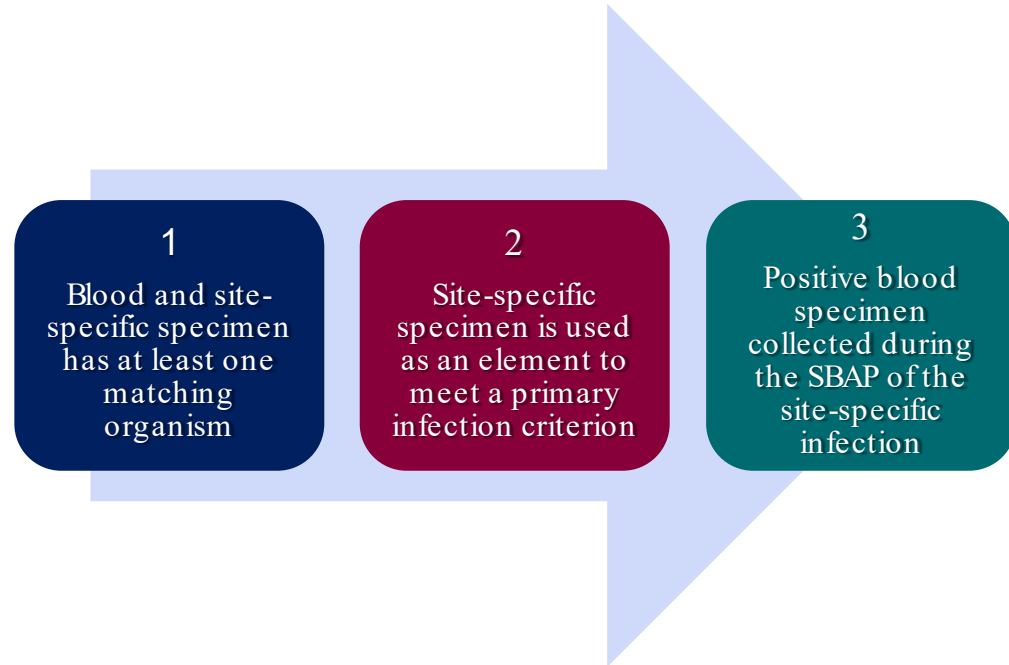 1
Blood and site-
specific specimen
has at least one
matching
organism
2
Site-specific
specimen is used
as an element to
meet a primary
infection criterion
3
Positive blood
specimen
collected during
the SBAP of the
site-specific
infection